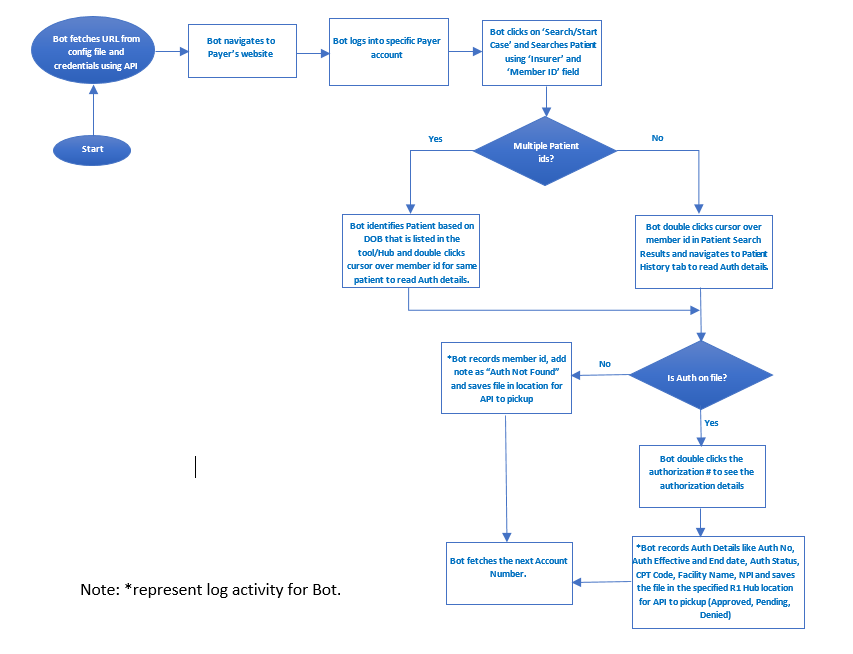 Bot fetches URL from
config file and
credentials using API
Bot navigates to
Payer's website
Bot logs into specific Payer
account
Bot clicks on 'Search/Start
Case' and Searches Patient
using 'Insurer' and
'Member ID' field
Start
Multiple Patient
ids?
Yes
No
Bot identifies Patient based on
DOB that is listed in the
tool/Hub and double clicks
cursor over member id for same
patient to read Auth details.
Bot double clicks cursor over
member id in Patient Search
Results and navigates to Patient
History tab to read Auth details.
Is Auth on file?
No
*Bot records member id, add
note as "Auth Not Found"
and saves file in location for
API to pickup
Yes
Bot double clicks the
authorization # to see the
authorization details
*Bot records Auth Details like Auth No,
Auth Effective and End date, Auth Status,
CPT Code, Facility Name, NPI and saves
the file in the specified R1 Hub location
for API to pickup (Approved, Pending,
Denied)
Bot fetches the next Account
Number.
Note: *represent log activity for Bot.